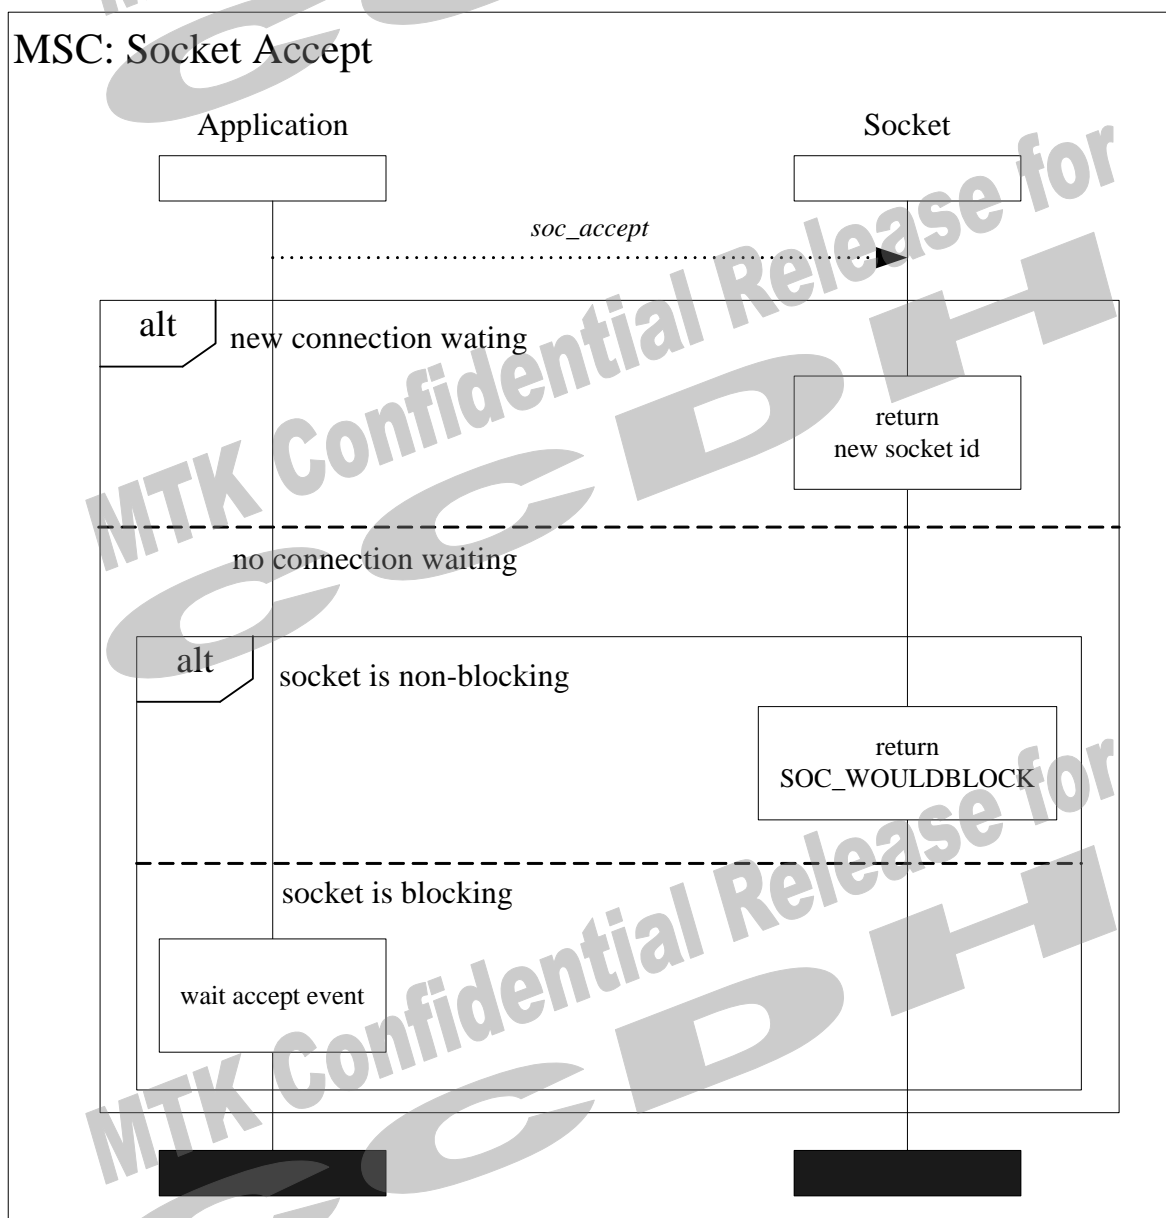 MSC: Socket Accept
Application
Socket
soc_accept
alt
new connection wating
return
new socket id
MTK Confidential Release for
CCDH
no connection waiting
alt
socket is non-blocking
return
SOC_WOULDBLOCK
socket is blocking
wait accept event
MTK Confidential Release for
CCDH